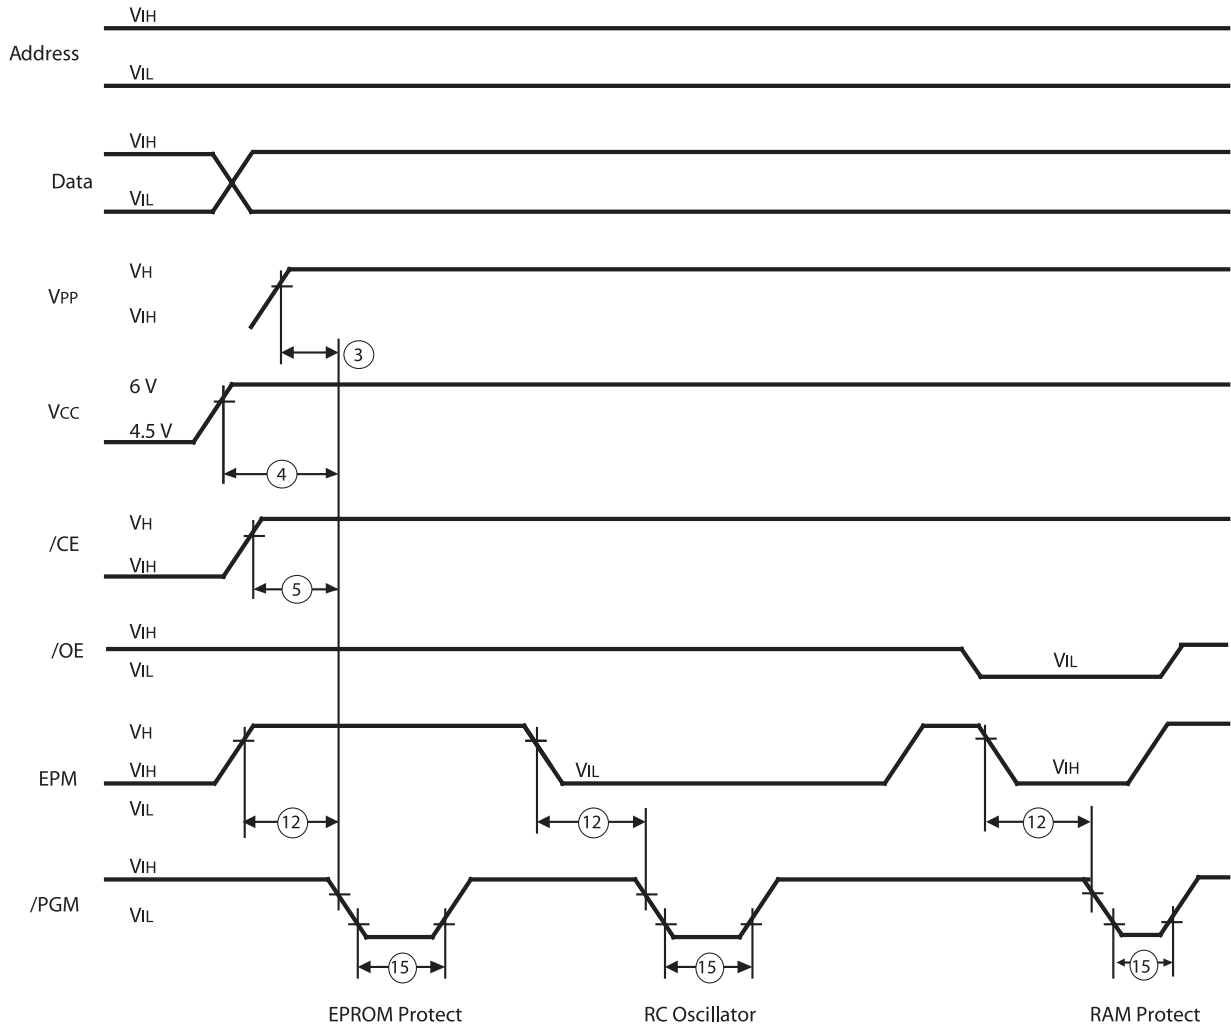 VIH
Address
VIL
VIH
Data
VIL
VH
VPP
VIH
3
6 V
VCC
4.5 V
4
VH
/CE
VIH
5
VIH
/OE
VIL
VIL
VH
EPM
VIH
VIL
VIH
VIL
12
12
12
VIH
/PGM
VIL
15
15
15
EPROM Protect
RC Oscillator
RAM Protect